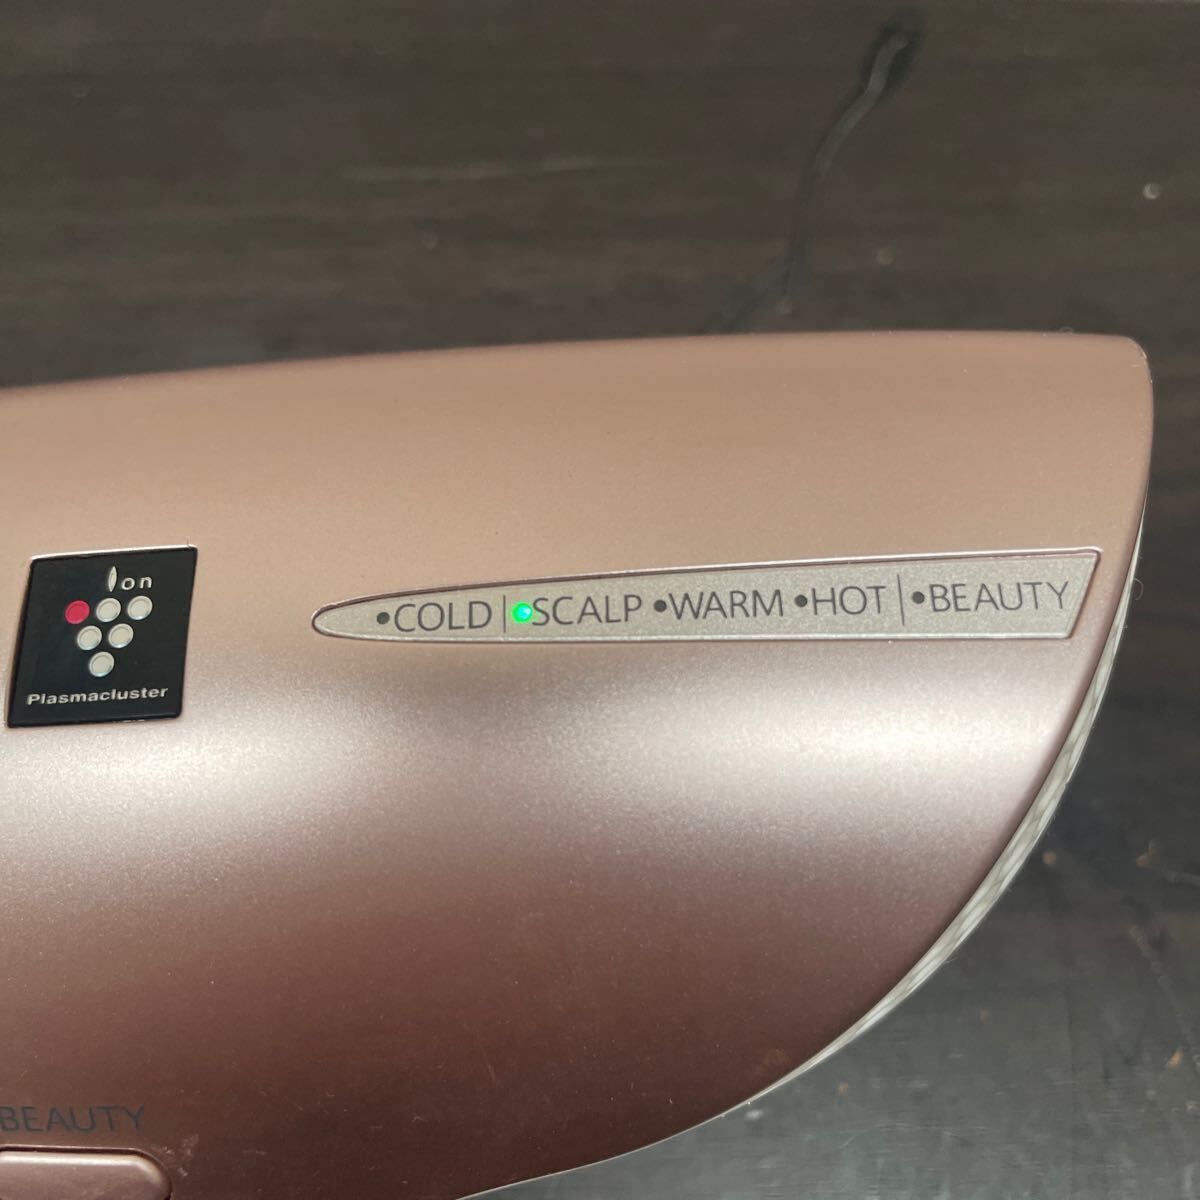 Ion
Plasmacluster
•COLD|•SCALP •WARM •HOT|•BEAUTY
BEAUTY